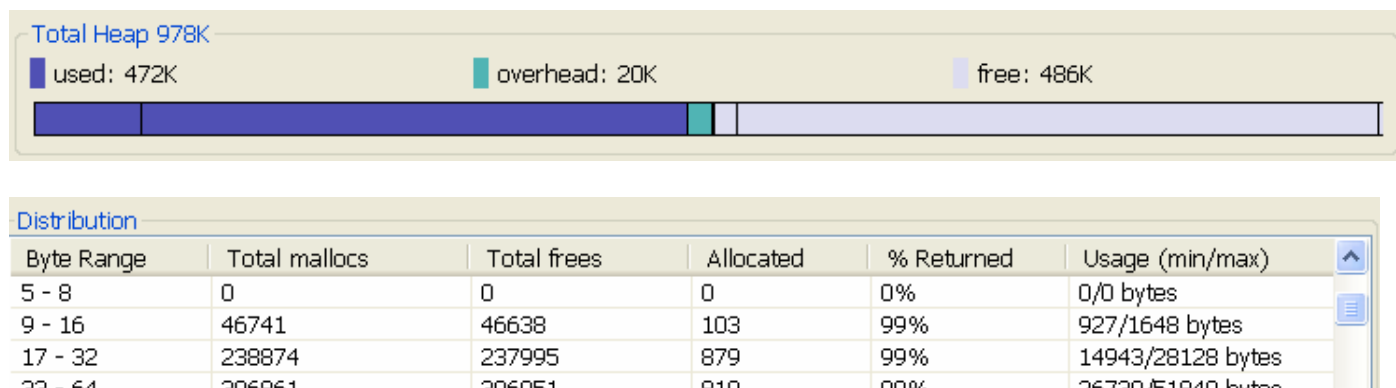 Total Heap 978K
used: 472K overhead: 20K free: 486K
Distribution
Byte Range Total mallocs Total frees Allocated % Returned Usage (min/max)
5 - 8 0 0 0 0% 0/0 bytes
9 - 16 46741 46638 103 99% 927/1648 bytes
17 - 32 238874 237995 879 99% 14943/28128 bytes